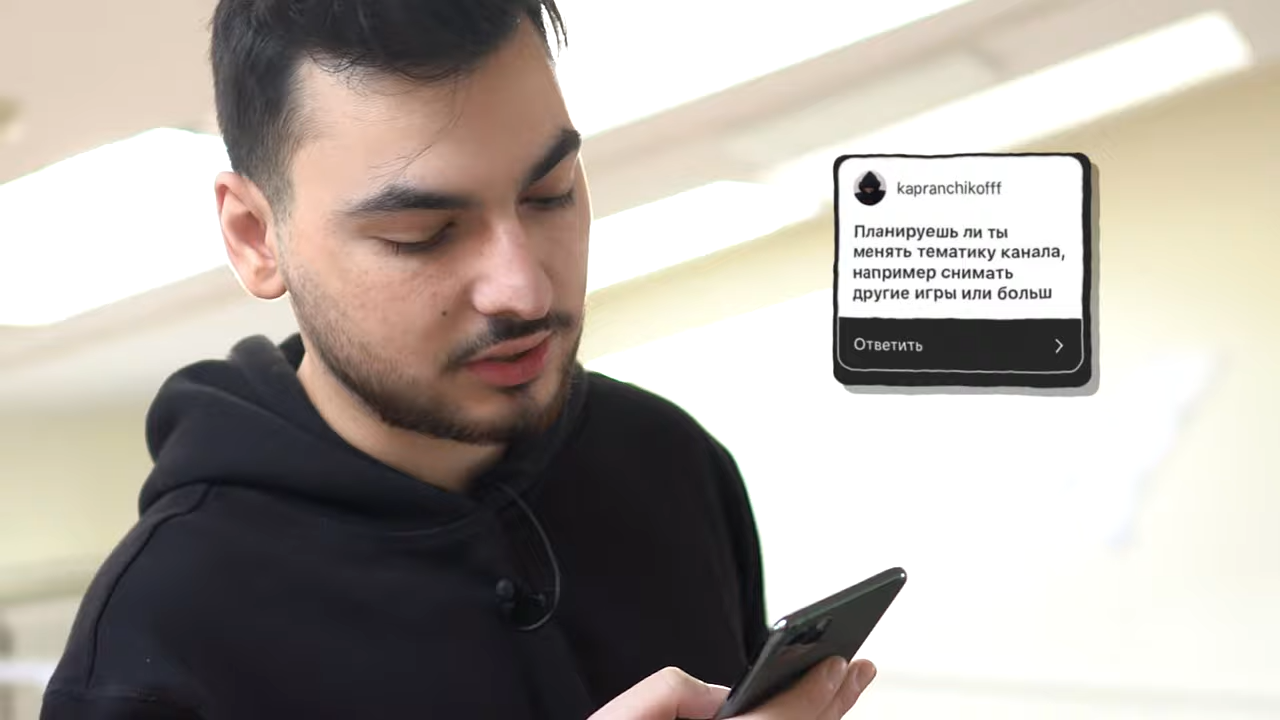 kapranchikofff
Планируешь ли ты
менять тематику канала,
например снимать
другие игры или больш
Ответить